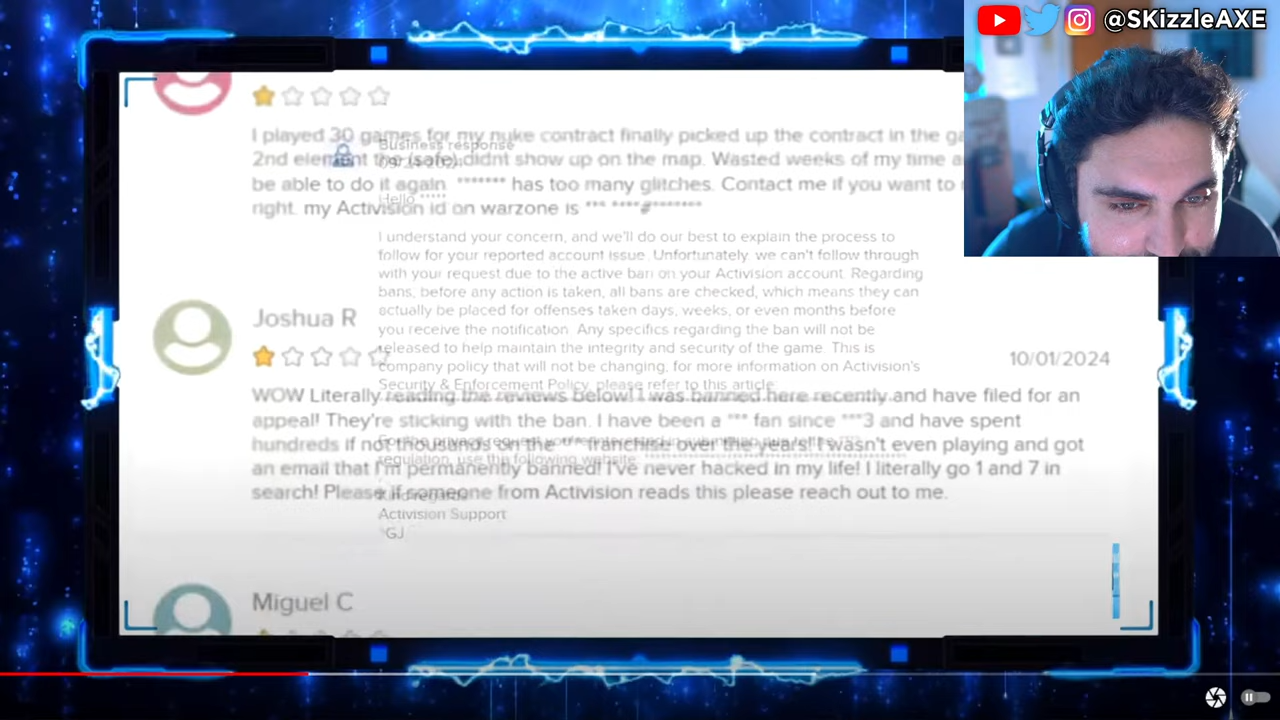 @SKizzleAXE
I played 30 games for my nuke contract finally picked up the contract in the ga
2nd element the (safe) didnt show up on the map. Wasted weeks of my time a
be able to do it again. ******* has too many glitches. Contact me if you want to
right. my Activision id on warzone is *** ****#*******
Business response
Hello *****
I understand your concern, and we'll do our best to explain the process to
follow for your reported account issue. Unfortunately, we can't follow through
with your request due to the active ban on your Activision account. Regarding
bans, before any action is taken, all bans are checked, which means they can
actually be placed for offenses taken days, weeks, or even months before
you receive the notification. Any specifics regarding the ban will not be
released to help maintain the integrity and security of the game. This is
company policy that will not be changing, for more information on Activision's
Security & Enforcement Policy, please refer to this article:
regulation, use this following website:
Activision Support
*GJ
Joshua R
10/01/2024
WOW Literally reading the reviews below! I was banned here recently and have filed for an
appeal! They're sticking with the ban. I have been a *** fan since ***3 and have spent
hundreds if not thousands on the *** franchise over the years! I wasn't even playing and got
an email that I'm permanently banned! I've never hacked in my life! I literally go 1 and 7 in
search! Please if someone from Activision reads this please reach out to me.
Miguel C